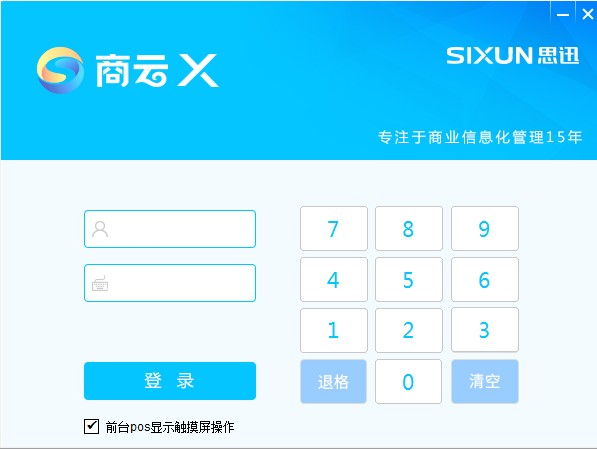 商云X
SIXUN思迅
专注于商业信息化管理15年
7 8 9
4 5 6
1 2 3
登 录
退格 0 清空
前台pos显示触摸屏操作